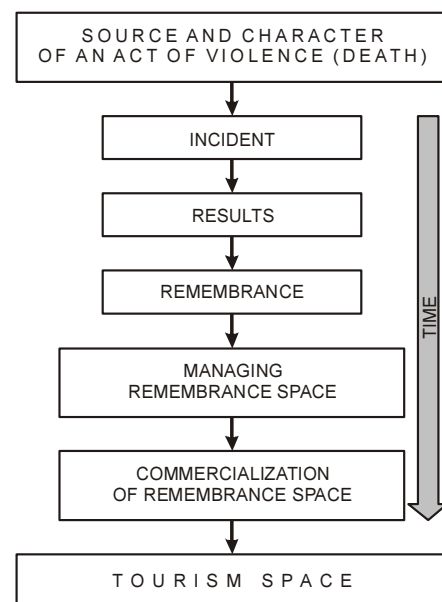 SOURCE AND CHARACTER
OF AN ACT OF VIOLENCE (DEATH)
INCIDENT
RESULTS
REMEMBRANCE
MANAGING
REMEMBRANCE SPACE
COMMERCIALIZATION
OF REMEMBRANCE SPACE
TOURISM SPACE
TIME